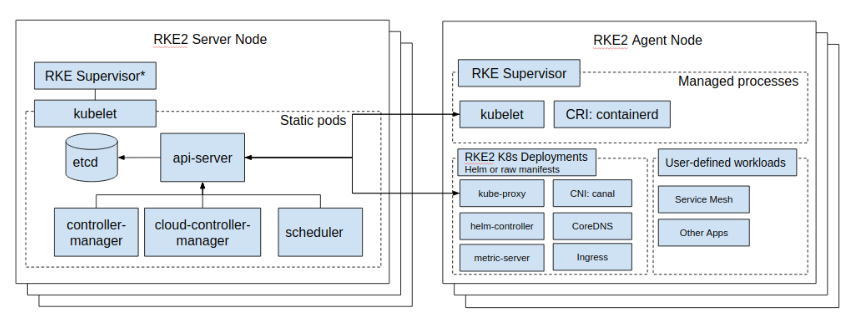 RKE2 Server Node
RKE Supervisor*
kubelet
Static pods
etcd
api-server
controller-
manager
cloud-controller-
manager
scheduler
RKE2 Agent Node
RKE Supervisor
Managed processes
kubelet
CRI: containerd
RKE2 K8s Deployments
Helm or raw manifests
kube-proxy
CNI: canal
helm-controller
CoreDNS
metric-server
Ingress
User-defined workloads
Service Mesh
Other Apps